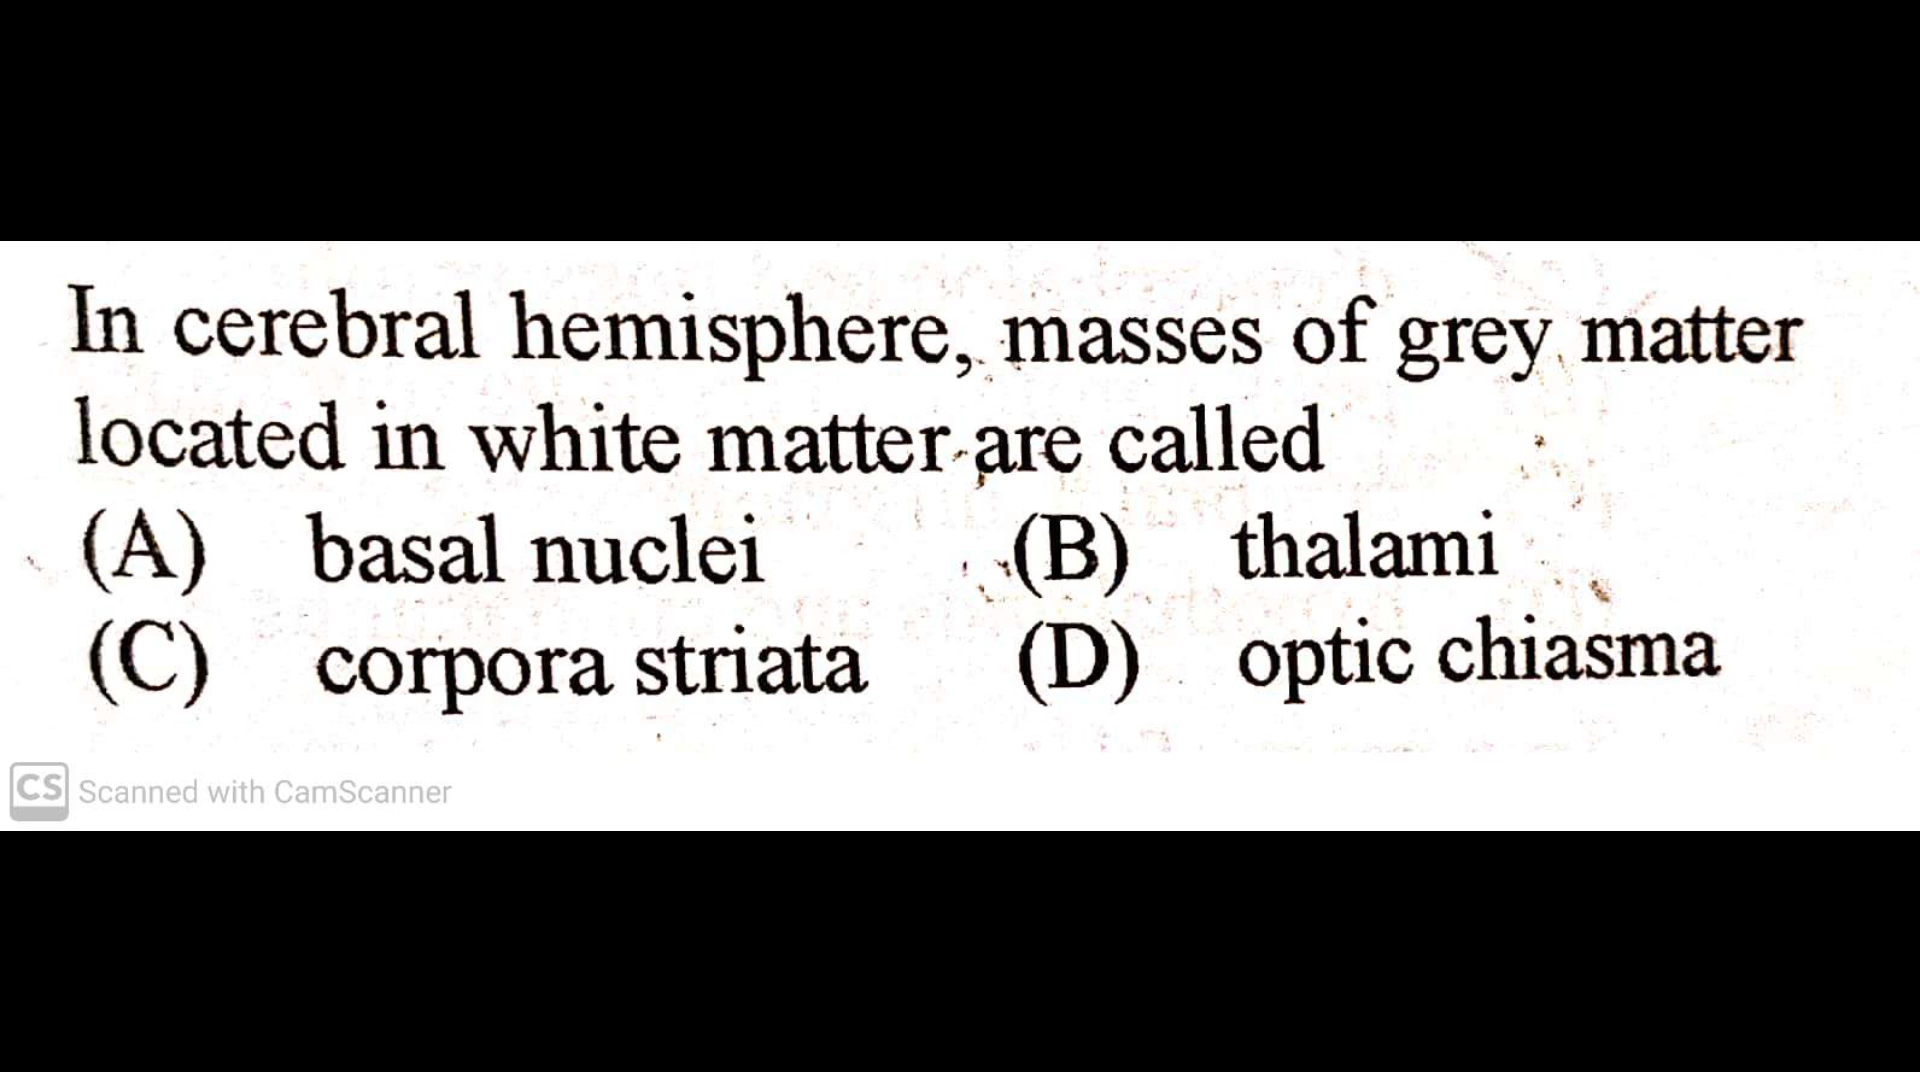 In cerebral hemisphere, masses of grey matter
located in white matter are called
(A) basal nuclei (B) thalami
(C) corpora striata (D) optic chiasma
CS Scanned with CamScanner